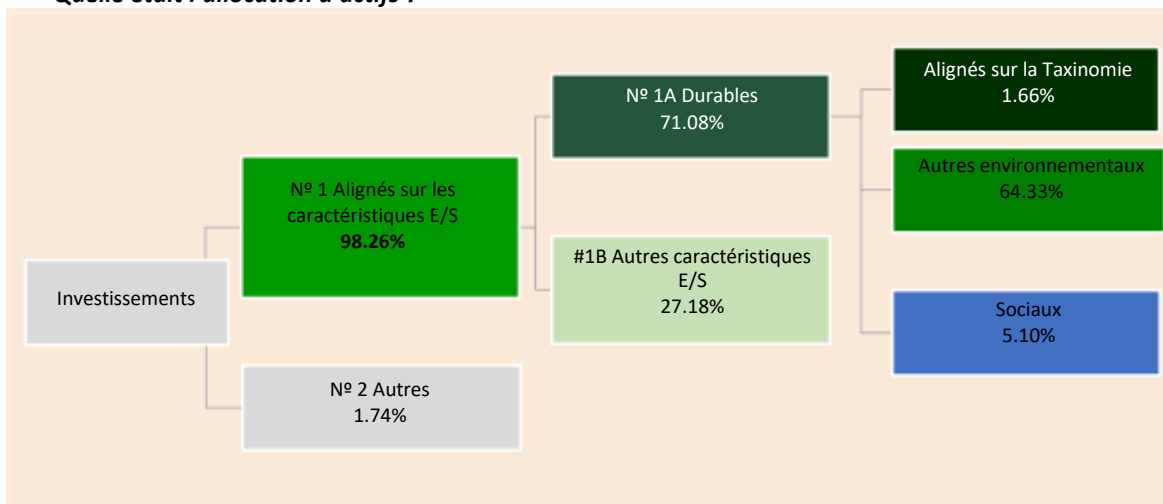 Quelle était l'allocation d'actifs ?
Alignés sur la Taxinomie
1.66%
Nº 1A Durables
71.08%
Autres environnementaux
64.33%
Nº 1 Alignés sur les
caractéristiques E/S
98.26%
#1B Autres caractéristiques
E/S
27.18%
Investissements
Sociaux
5.10%
Nº 2 Autres
1.74%